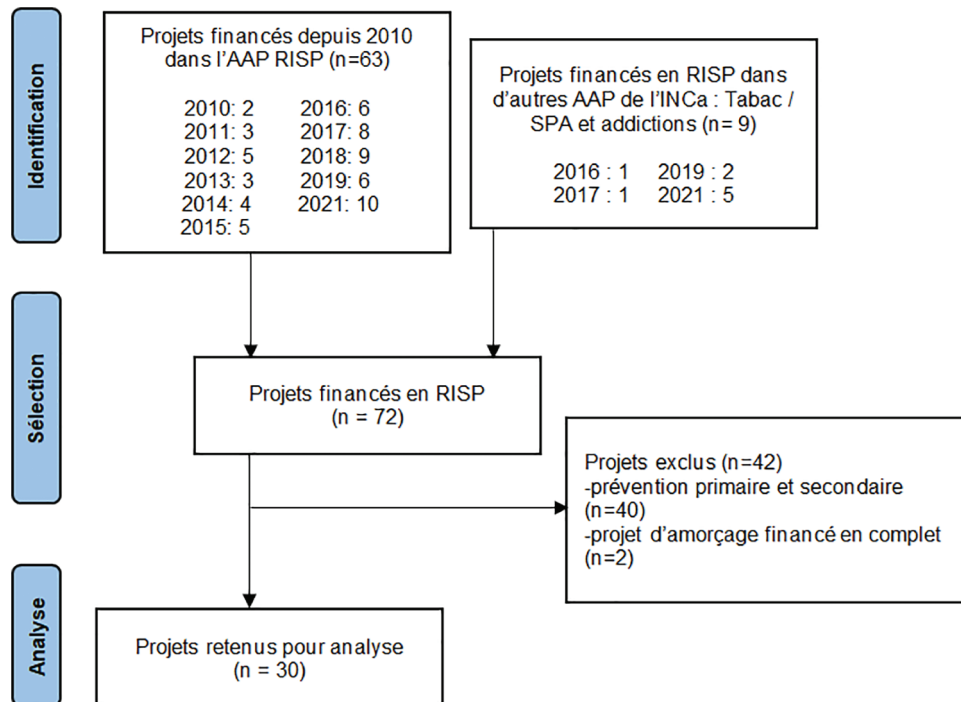 Identification
Projets financés depuis 2010
dans l'AAP RISP (n=63)
2010: 2 2016: 6
2011: 3 2017: 8
2012: 5 2018: 9
2013: 3 2019: 6
2014: 4 2021: 10
2015: 5
Projets financés en RISP dans
d'autres AAP de l'INCa : Tabac /
SPA et addictions (n= 9)
2016 : 1 2019 : 2
2017 : 1 2021 : 5
Sélection
Projets financés en RISP
(n = 72)
Projets exclus (n=42)
-prévention primaire et secondaire
(n=40)
-projet d'amorçage financé en complet
(n=2)
Analyse
Projets retenus pour analyse
(n = 30)